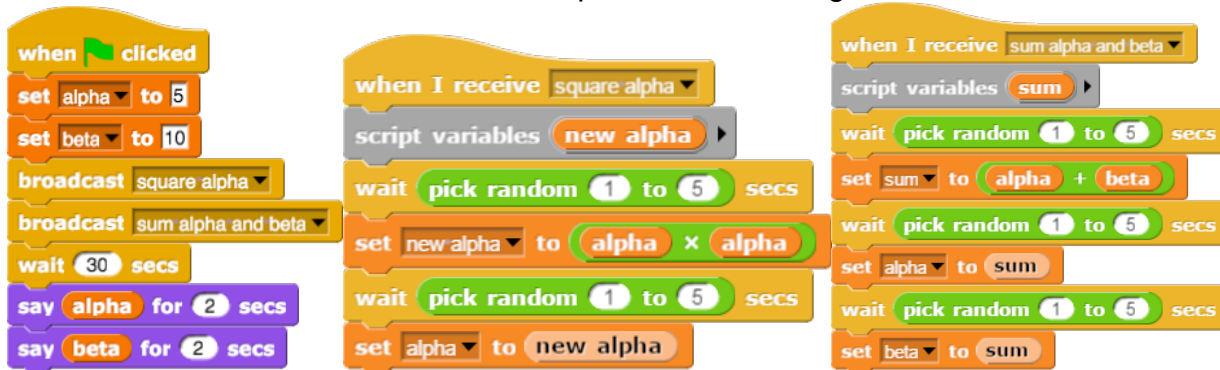 when clicked
set alpha to 5
set beta to 10
broadcast square alpha
broadcast sum alpha and beta
wait 30 secs
say alpha for 2 secs
say beta for 2 secs
when I receive square alpha
script variables new alpha
wait pick random 1 to 5 secs
set new alpha to alpha × alpha
wait pick random 1 to 5 secs
set alpha to new alpha
when I receive sum alpha and beta
script variables sum
wait pick random 1 to 5 secs
set sum to alpha + beta
wait pick random 1 to 5 secs
set alpha to sum
wait pick random 1 to 5 secs
set beta to sum